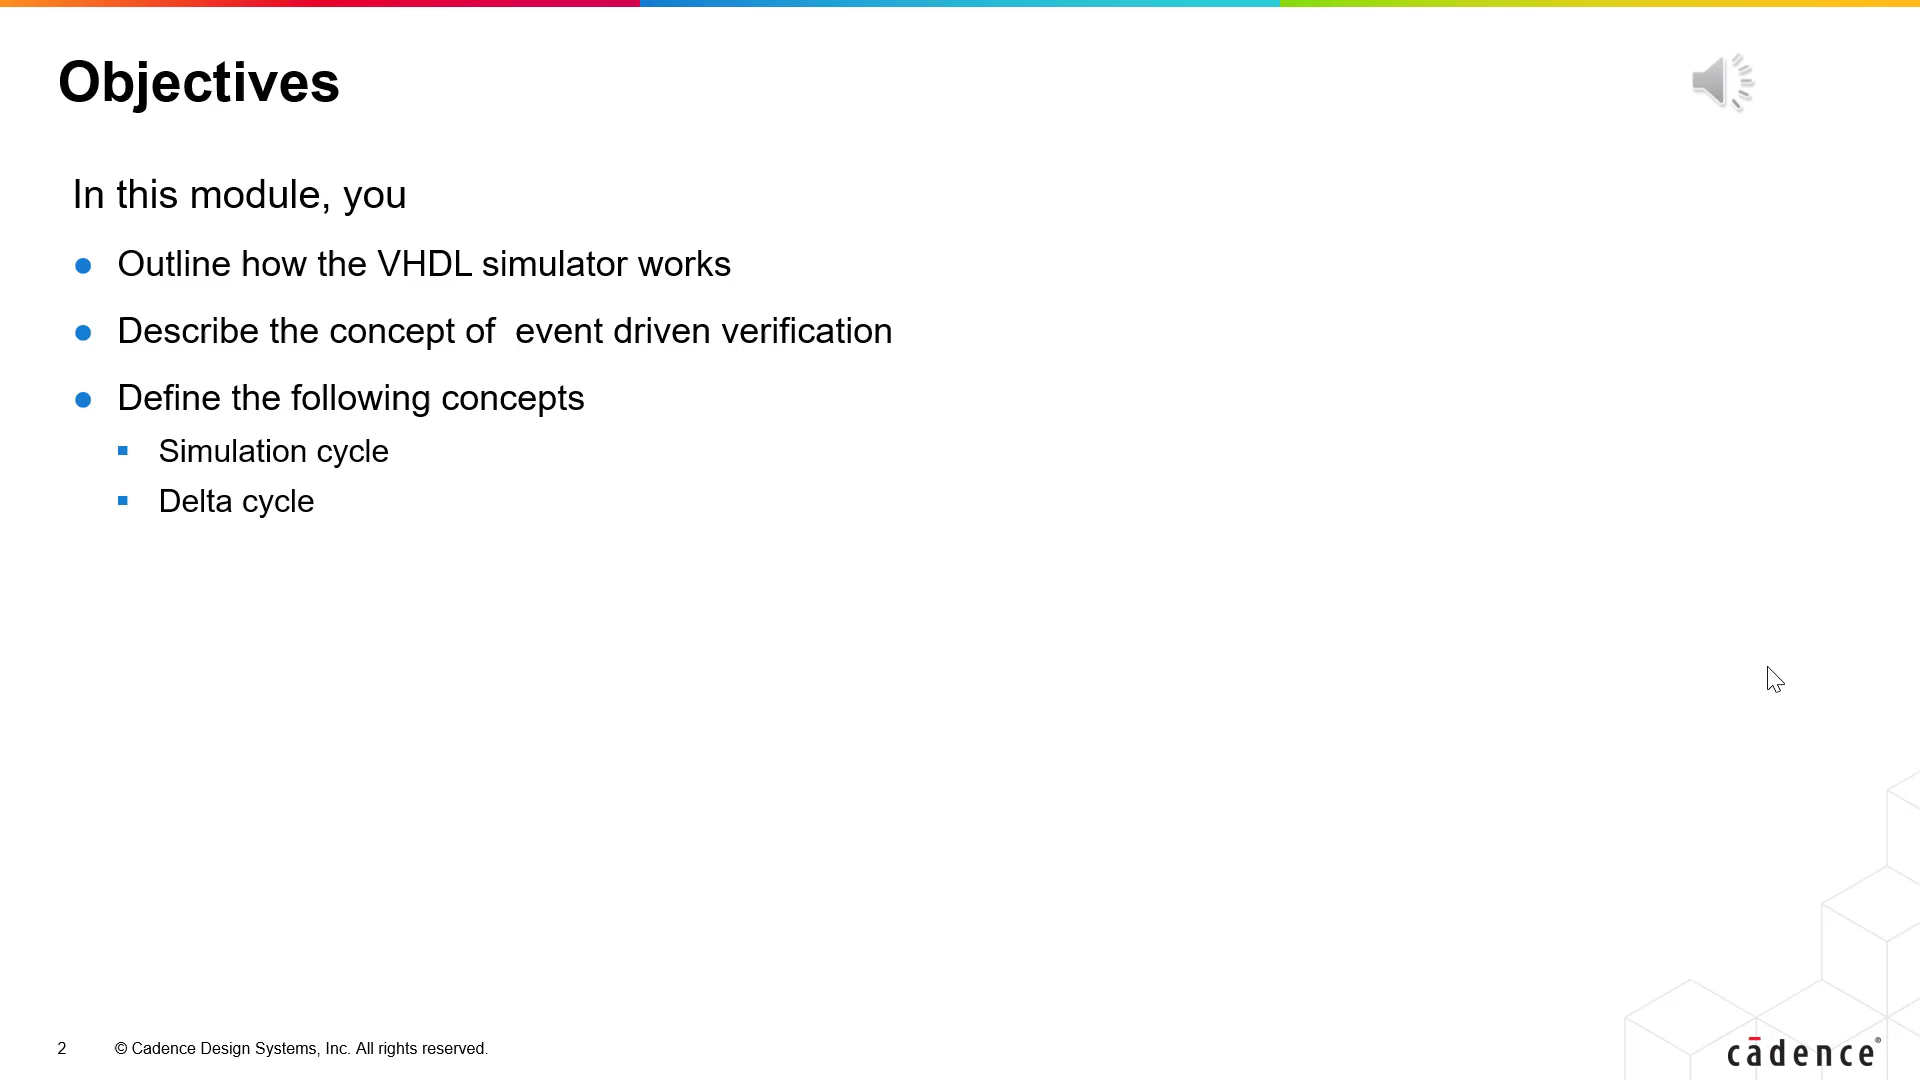 Objectives
In this module, you
● Outline how the VHDL simulator works
● Describe the concept of  event driven verification
● Define the following concepts
▪ Simulation cycle
▪ Delta cycle
2 © Cadence Design Systems, Inc. All rights reserved.
cādence®